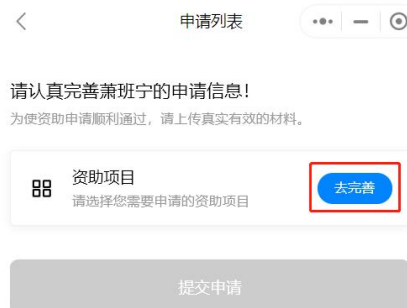 申请列表
请认真完善萧班宁的申请信息！
为使资助申请顺利通过，请上传真实有效的材料。
资助项目
去完善
请选择您需要申请的资助项目
提交申请